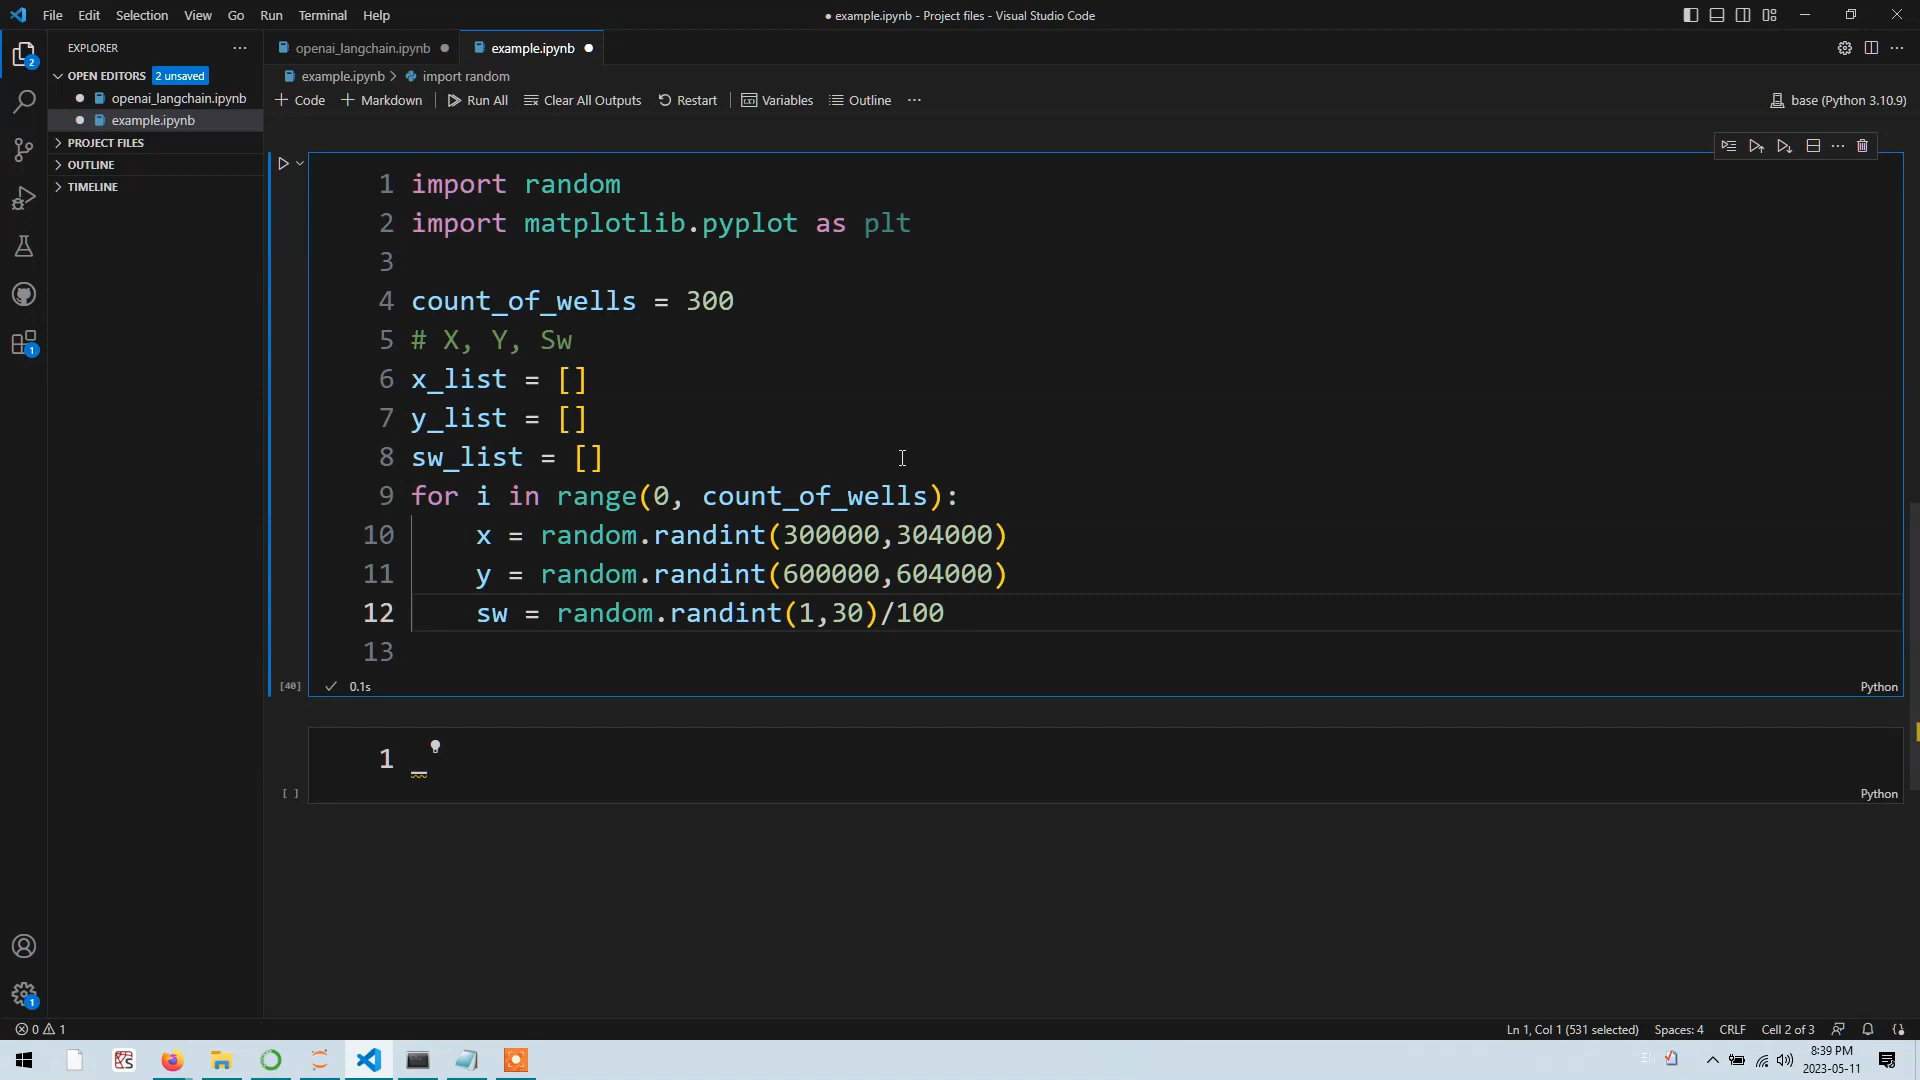 File Edit Selection View Go Run Terminal Help
● example.ipynb - Project files - Visual Studio Code
EXPLORER
openai_langchain.ipynb
example.ipynb
OPEN EDITORS 2 unsaved
example.ipynb > import random
openai_langchain.ipynb
example.ipynb
+ Code + Markdown Run All Clear All Outputs Restart Variables Outline
base (Python 3.10.9)
PROJECT FILES
OUTLINE
TIMELINE
1 import random
2 import matplotlib.pyplot as plt
3
4 count_of_wells = 300
5 # X, Y, Sw
6 x_list = []
7 y_list = []
8 sw_list = []
9 for i in range(0, count_of_wells):
10 x = random.randint(300000,304000)
11 y = random.randint(600000,604000)
12 sw = random.randint(1,30)/100
13
[40] 0.1s Python
1 _
[ ] Python
2
1
1
0 1
Ln 1, Col 1 (531 selected) Spaces: 4 CRLF Cell 2 of 3
8:39 PM
2023-05-11